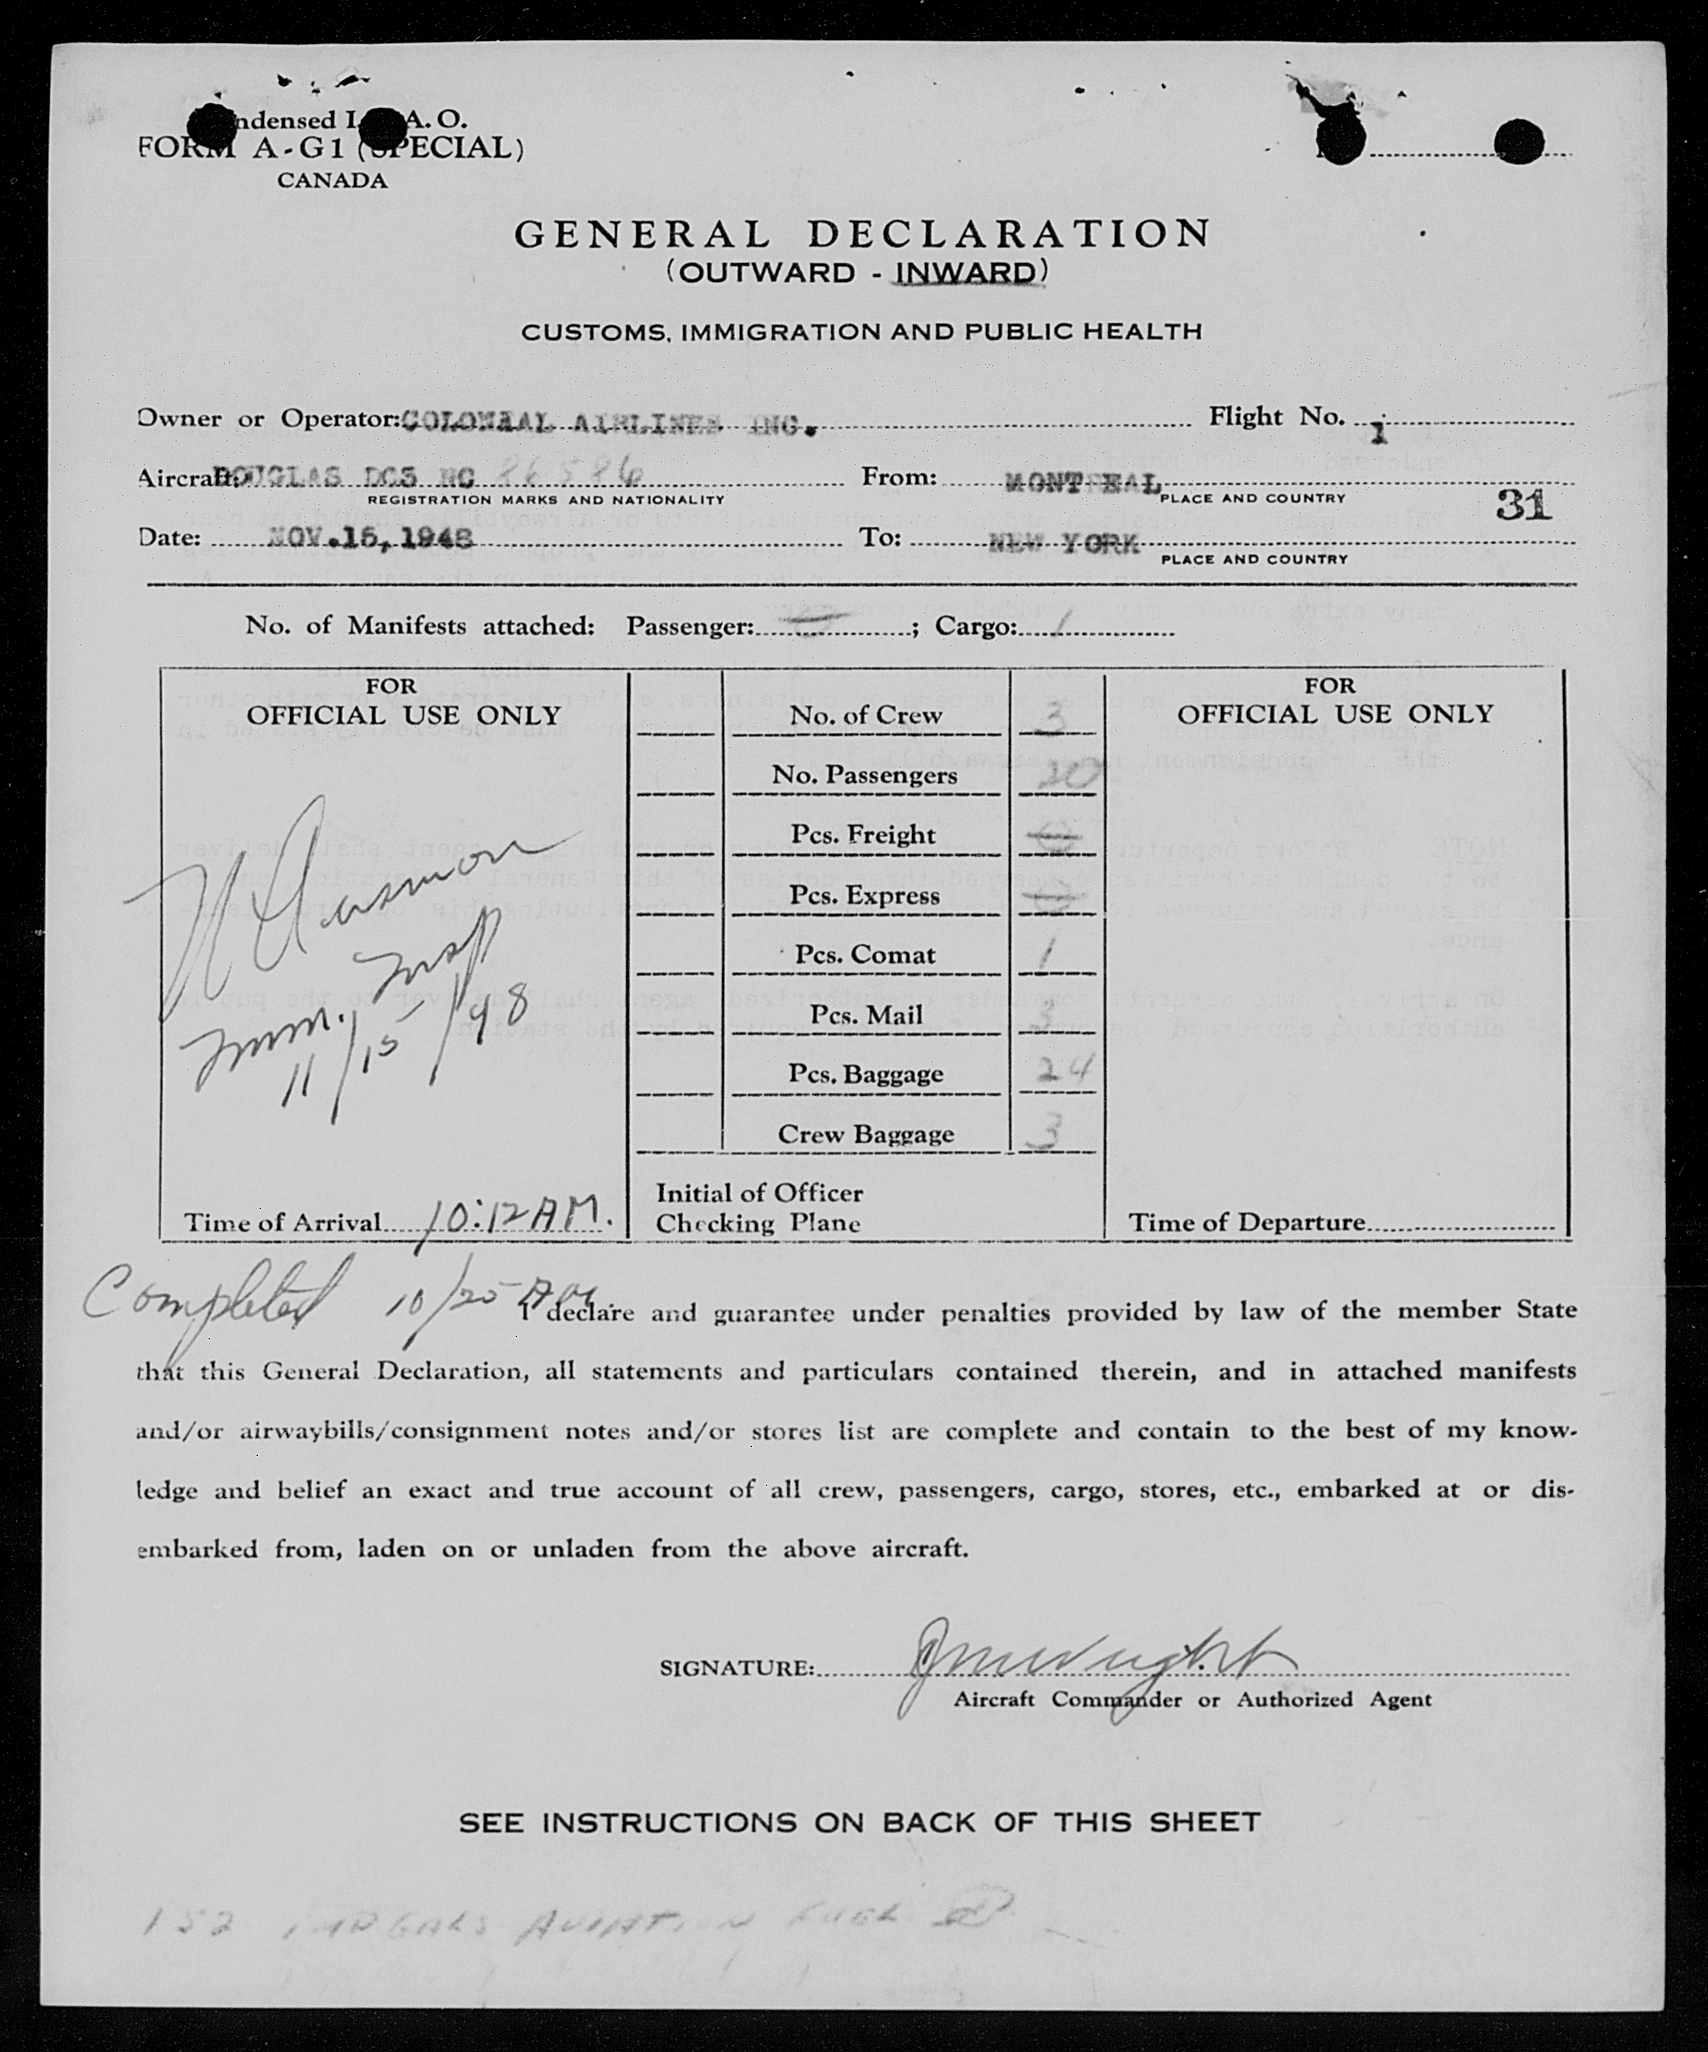 ndensed I. A. O.
FORM A-G1 (SPECIAL)
CANADA
GENERAL DECLARATION
(OUTWARD - INWARD)
CUSTOMS, IMMIGRATION AND PUBLIC HEALTH
Owner or Operator: COLONIAL AIRLINES INC. Flight No. 1
Aircraft: DOUGLAS DC3 NC 86586 From: MONTREAL
REGISTRATION MARKS AND NATIONALITY PLACE AND COUNTRY
31
Date: NOV.15,1948 To: NEW YORK
PLACE AND COUNTRY
No. of Manifests attached: Passenger: ; Cargo: 1
FOR
OFFICIAL USE ONLY
Imm. Insp
11/15/48
Time of Arrival 10:12 AM.
No. of Crew 3
No. Passengers 20
Pcs. Freight 0
Pcs. Express 0
Pcs. Comat 1
Pcs. Mail 3
Pcs. Baggage 24
Crew Baggage 3
Initial of Officer
Checking Plane
FOR
OFFICIAL USE ONLY
Time of Departure
Completed 10/25 AM
I declare and guarantee under penalties provided by law of the member State
that this General Declaration, all statements and particulars contained therein, and in attached manifests
and/or airwaybills/consignment notes and/or stores list are complete and contain to the best of my know-
ledge and belief an exact and true account of all crew, passengers, cargo, stores, etc., embarked at or dis-
embarked from, laden on or unladen from the above aircraft.
SIGNATURE: JmWright
Aircraft Commander or Authorized Agent
SEE INSTRUCTIONS ON BACK OF THIS SHEET
152 IMP GALS AVIATION FUEL